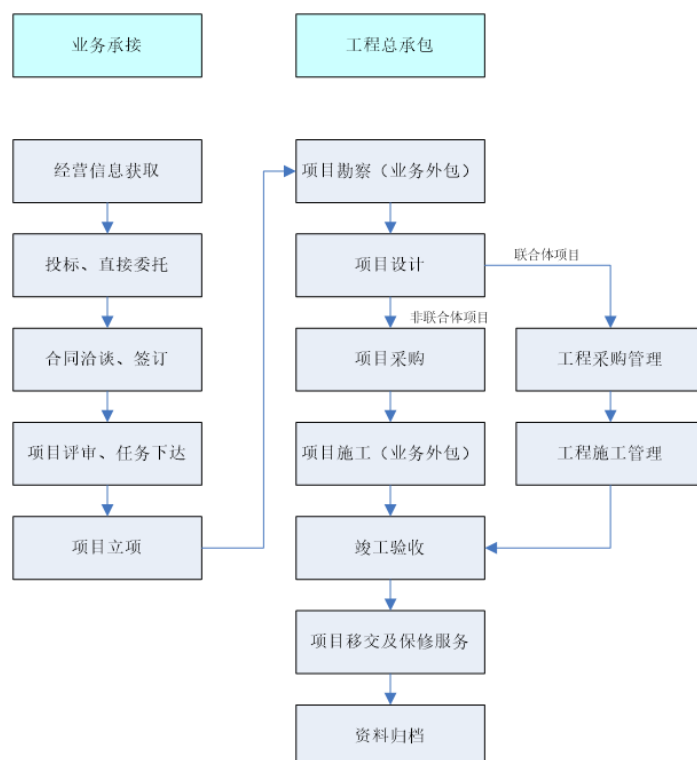 业务承接
工程总承包
经营信息获取
投标、直接委托
合同洽谈、签订
项目评审、任务下达
项目立项
项目勘察（业务外包）
项目设计
联合体项目
非联合体项目
项目采购
工程采购管理
项目施工（业务外包）
工程施工管理
竣工验收
项目移交及保修服务
资料归档